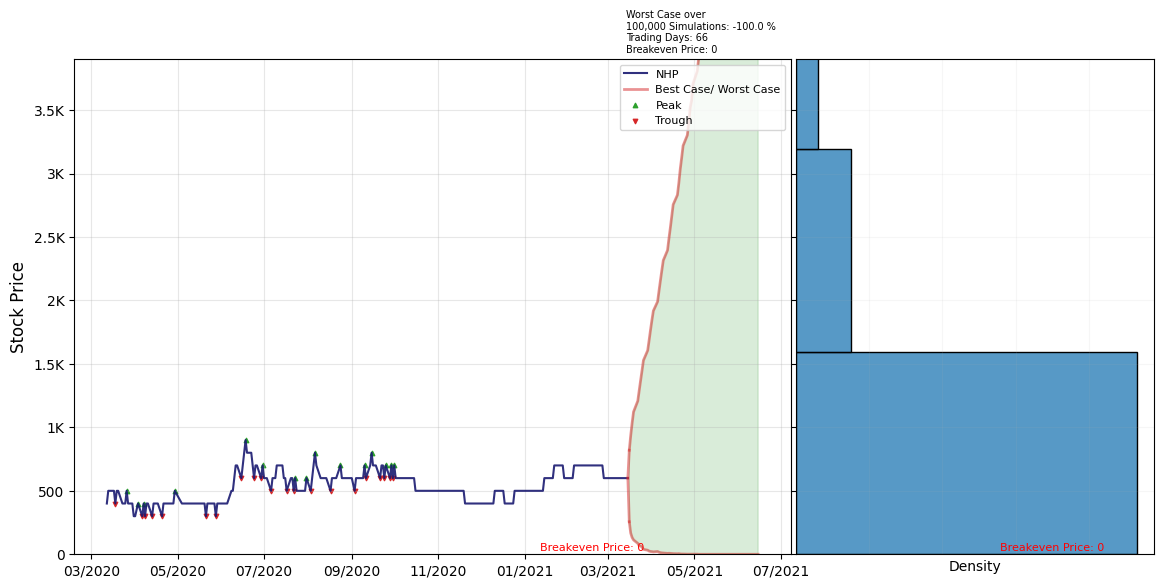 Worst Case over
100,000 Simulations: -100.0 %
Trading Days: 66
Breakeven Price: 0
NHP
Best Case/ Worst Case
Peak
Trough
Stock Price
3.5K
3K
2.5K
2K
1.5K
1K
500
0
Breakeven Price: 0
Breakeven Price: 0
03/2020
05/2020
07/2020
09/2020
11/2020
01/2021
03/2021
05/2021
07/2021
Density